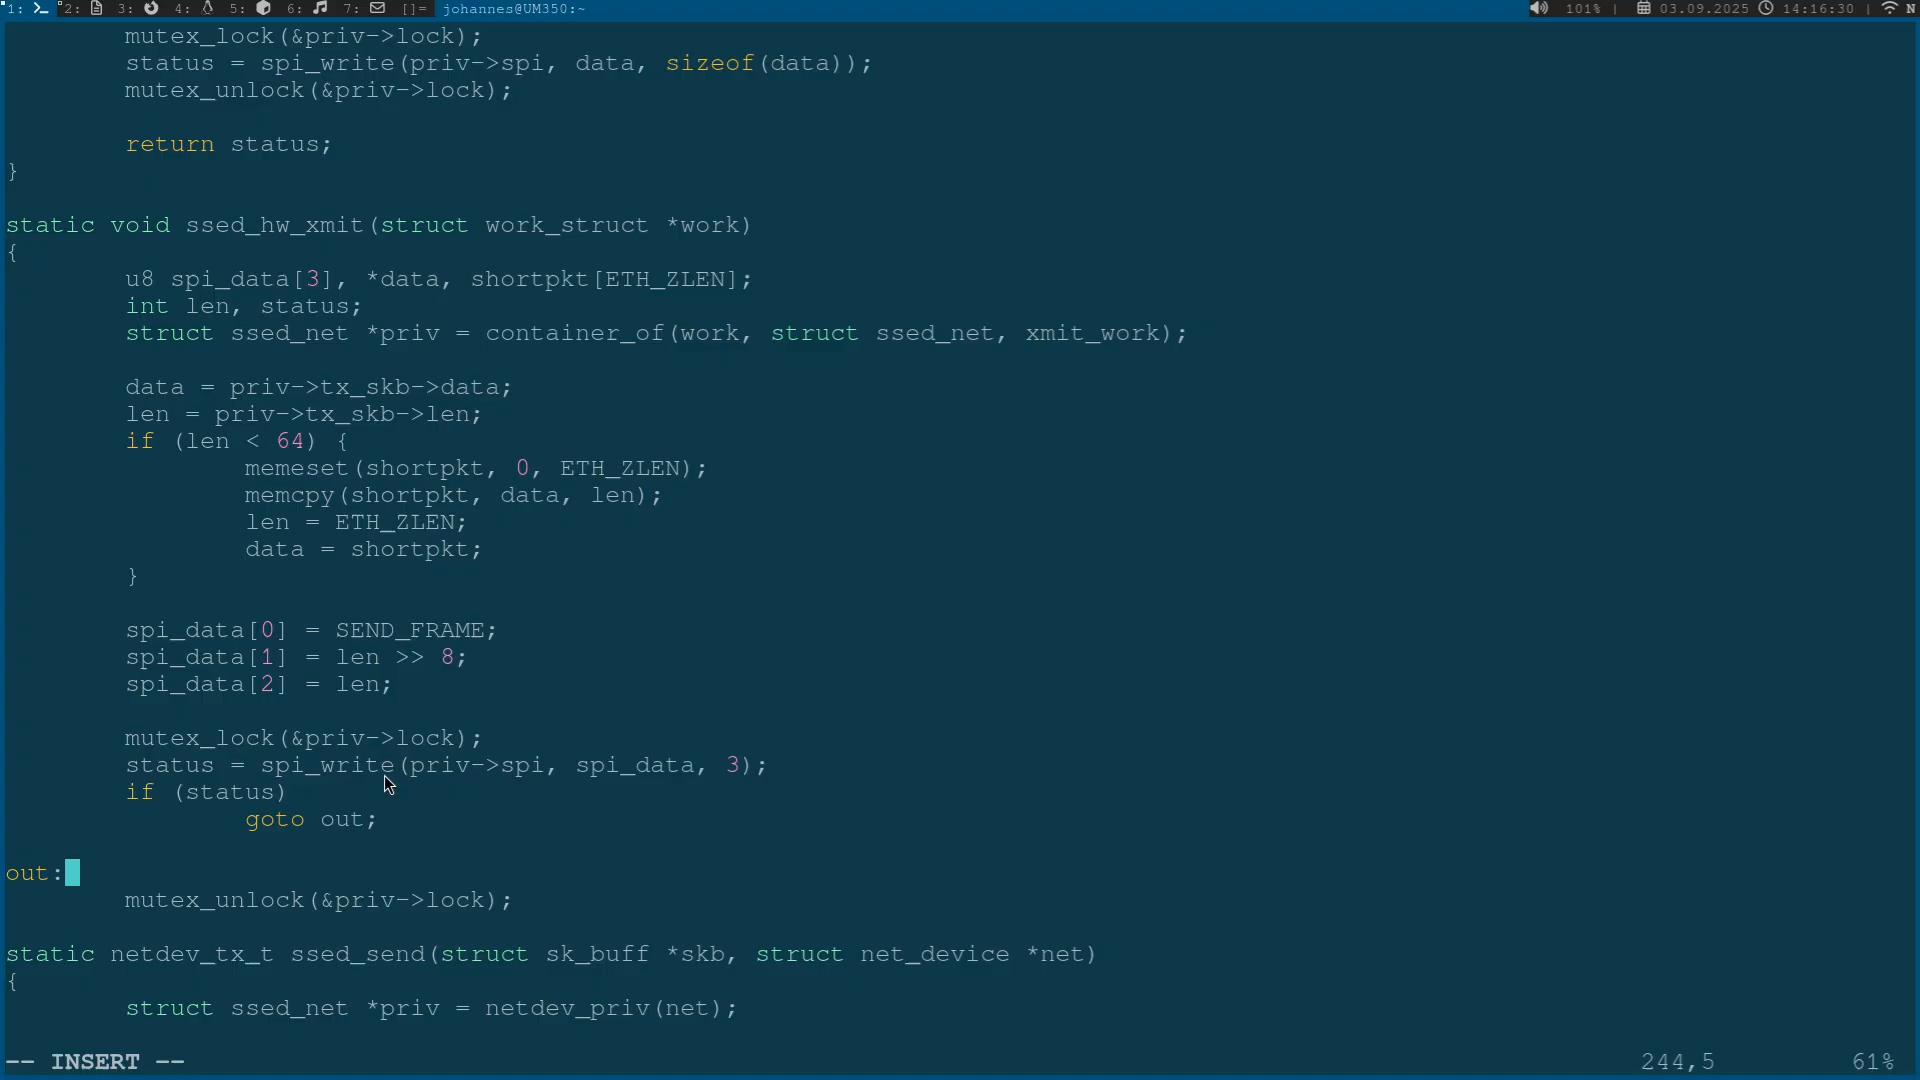 1: 2: 3: 4: 5: 6: 7: []= johannes@UM350:~ 101% | 03.09.2025 14:16:30 | N
mutex_lock(&priv->lock);
status = spi_write(priv->spi, data, sizeof(data));
mutex_unlock(&priv->lock);
return status;
}
static void ssed_hw_xmit(struct work_struct *work)
{
u8 spi_data[3], *data, shortpkt[ETH_ZLEN];
int len, status;
struct ssed_net *priv = container_of(work, struct ssed_net, xmit_work);
data = priv->tx_skb->data;
len = priv->tx_skb->len;
if (len < 64) {
memeset(shortpkt, 0, ETH_ZLEN);
memcpy(shortpkt, data, len);
len = ETH_ZLEN;
data = shortpkt;
}
spi_data[0] = SEND_FRAME;
spi_data[1] = len >> 8;
spi_data[2] = len;
mutex_lock(&priv->lock);
status = spi_write(priv->spi, spi_data, 3);
if (status)
goto out;
out:
mutex_unlock(&priv->lock);
static netdev_tx_t ssed_send(struct sk_buff *skb, struct net_device *net)
{
struct ssed_net *priv = netdev_priv(net);
-- INSERT -- 244,5 61%